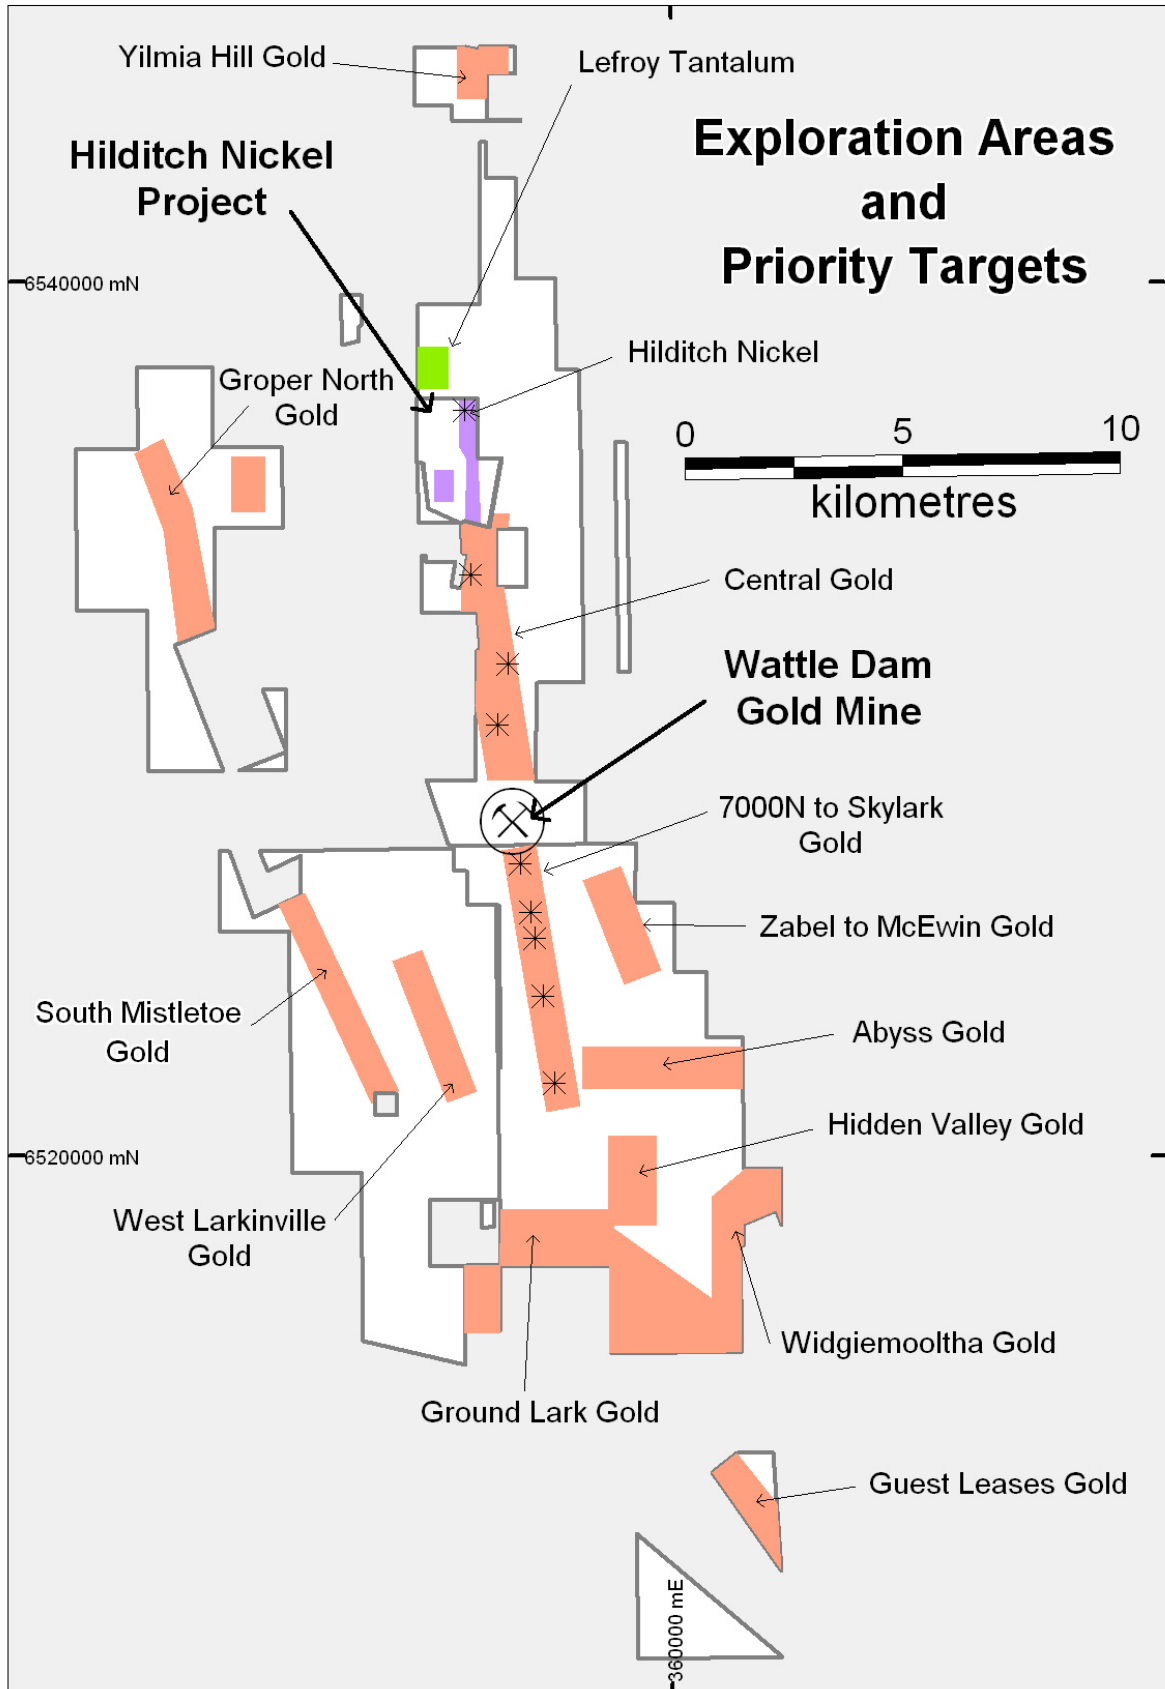 Yilmia Hill Gold
Lefroy Tantalum
Exploration Areas
and
Priority Targets
Hilditch Nickel
Project
6540000 mN
Hilditch Nickel
Groper North
Gold
0 5 10
kilometres
Central Gold
Wattle Dam
Gold Mine
7000N to Skylark
Gold
Zabel to McEwin Gold
South Mistletoe
Gold
Abyss Gold
Hidden Valley Gold
6520000 mN
West Larkinville
Gold
Widgiemooltha Gold
Ground Lark Gold
Guest Leases Gold
360000 mE